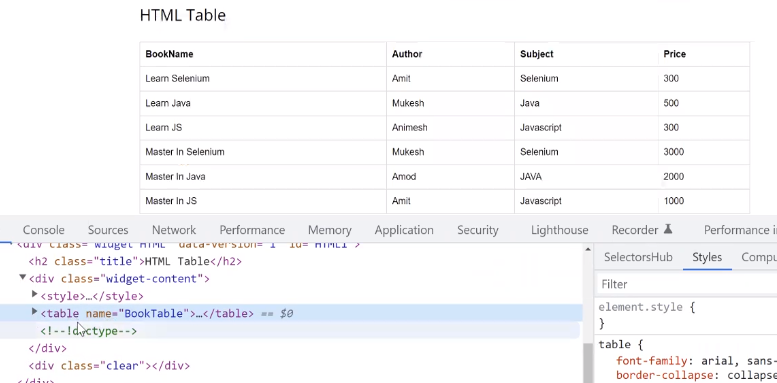 HTML Table
BookName Author Subject Price
Learn Selenium Amit Selenium 300
Learn Java Mukesh Java 500
Learn JS Animesh Javascript 300
Master In Selenium Mukesh Selenium 3000
Master In Java Amod JAVA 2000
Master In JS Amit Javascript 1000
Console Sources Network Performance Memory Application Security Lighthouse Recorder Performance in
<div class="widget HTML" data-version="1" id="HTML1">
<h2 class="title">HTML Table</h2>
<div class="widget-content">
<style>…</style>
<table name="BookTable">…</table> == $0
<!--!doctype-->
</div>
<div class="clear"></div>
</div>
SelectorsHub Styles Compu
Filter
element.style {
}
table {
font-family: arial, sans-
border-collapse: collapse